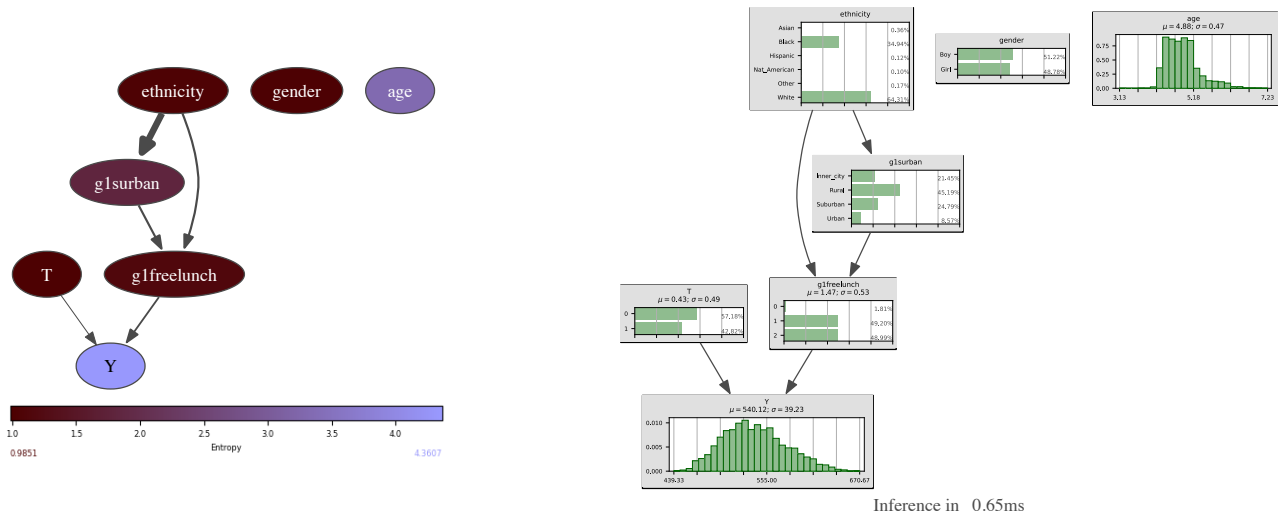 ethnicity
gender
age
g1surban
T
g1freelunch
Y
1.0 1.5 2.0 2.5 3.0 3.5 4.0
Entropy
0.9851 4.3607
ethnicity
Asian 0.36%
Black 34.94%
Hispanic 0.12%
Nat_American 0.10%
Other 0.17%
White 64.31%
gender
Boy 51.22%
Girl 48.78%
age
μ = 4.88; σ = 0.47
0.75
0.50
0.25
0.00
3.13 5.18 7.23
g1surban
Inner_city 21.45%
Rural 45.19%
Suburban 24.79%
Urban 8.57%
T
μ = 0.43; σ = 0.49
0 57.18%
1 42.82%
g1freelunch
μ = 1.47; σ = 0.53
0 1.81%
1 49.20%
2 48.99%
Y
μ = 540.12; σ = 39.23
0.010
0.005
0.000
439.33 555.00 670.67
Inference in 0.65ms